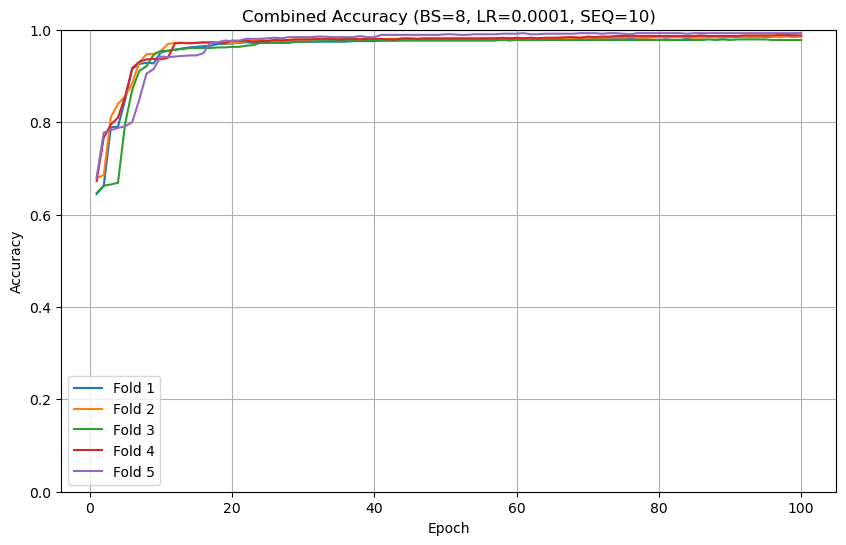 Combined Accuracy (BS=8, LR=0.0001, SEQ=10)
1.0
0.8
0.6
0.4
0.2
0.0
Accuracy
Fold 1
Fold 2
Fold 3
Fold 4
Fold 5
0 20 40 60 80 100
Epoch